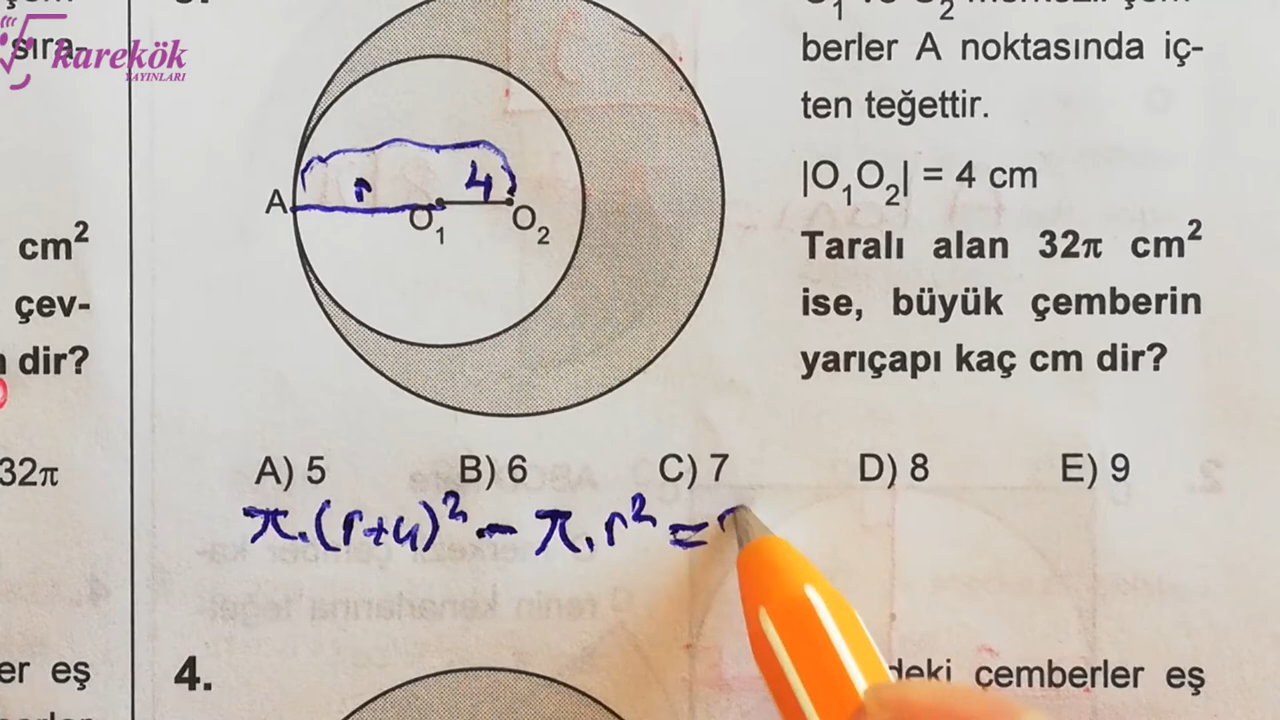 sıra-
karekök
YAYINLARI
cm²
çev-
dir?
32π
A
r
4
O₁
O₂
berler A noktasında iç-
ten teğettir.
|O₁O₂| = 4 cm
Taralı alan 32π cm²
ise, büyük çemberin
yarıçapı kaç cm dir?
A) 5 B) 6 C) 7 D) 8 E) 9
π.(r+4)² - π.r² =
er eş
4.
deki çemberler eş